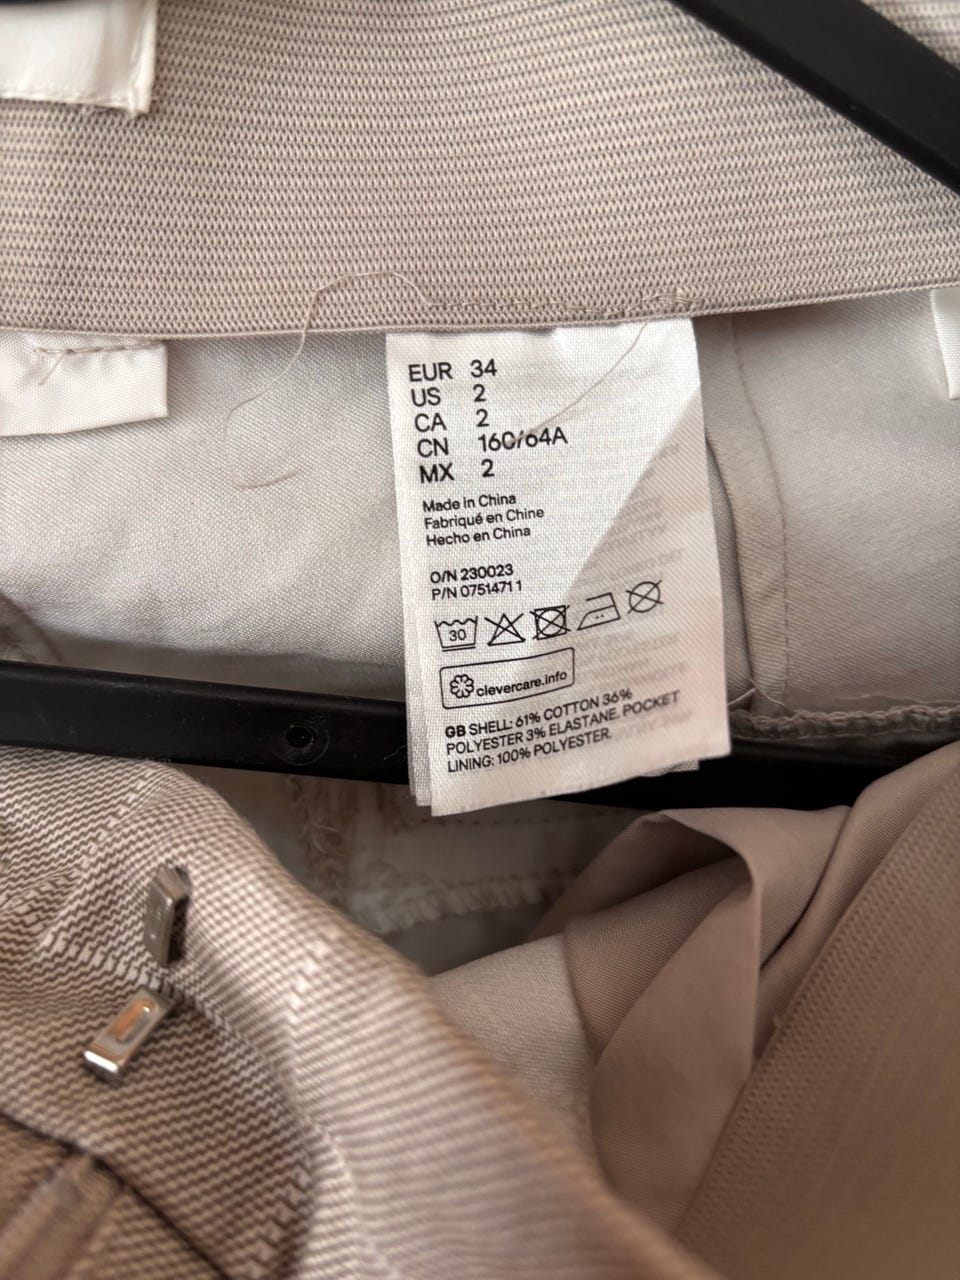 EUR 34
US 2
CA 2
CN 160/64A
MX 2
Made in China
Fabriqué en Chine
Hecho en China
O/N 230023
P/N 0751471 1
30
clevercare.info
GB SHELL: 61% COTTON 36%
POLYESTER 3% ELASTANE. POCKET
LINING: 100% POLYESTER.